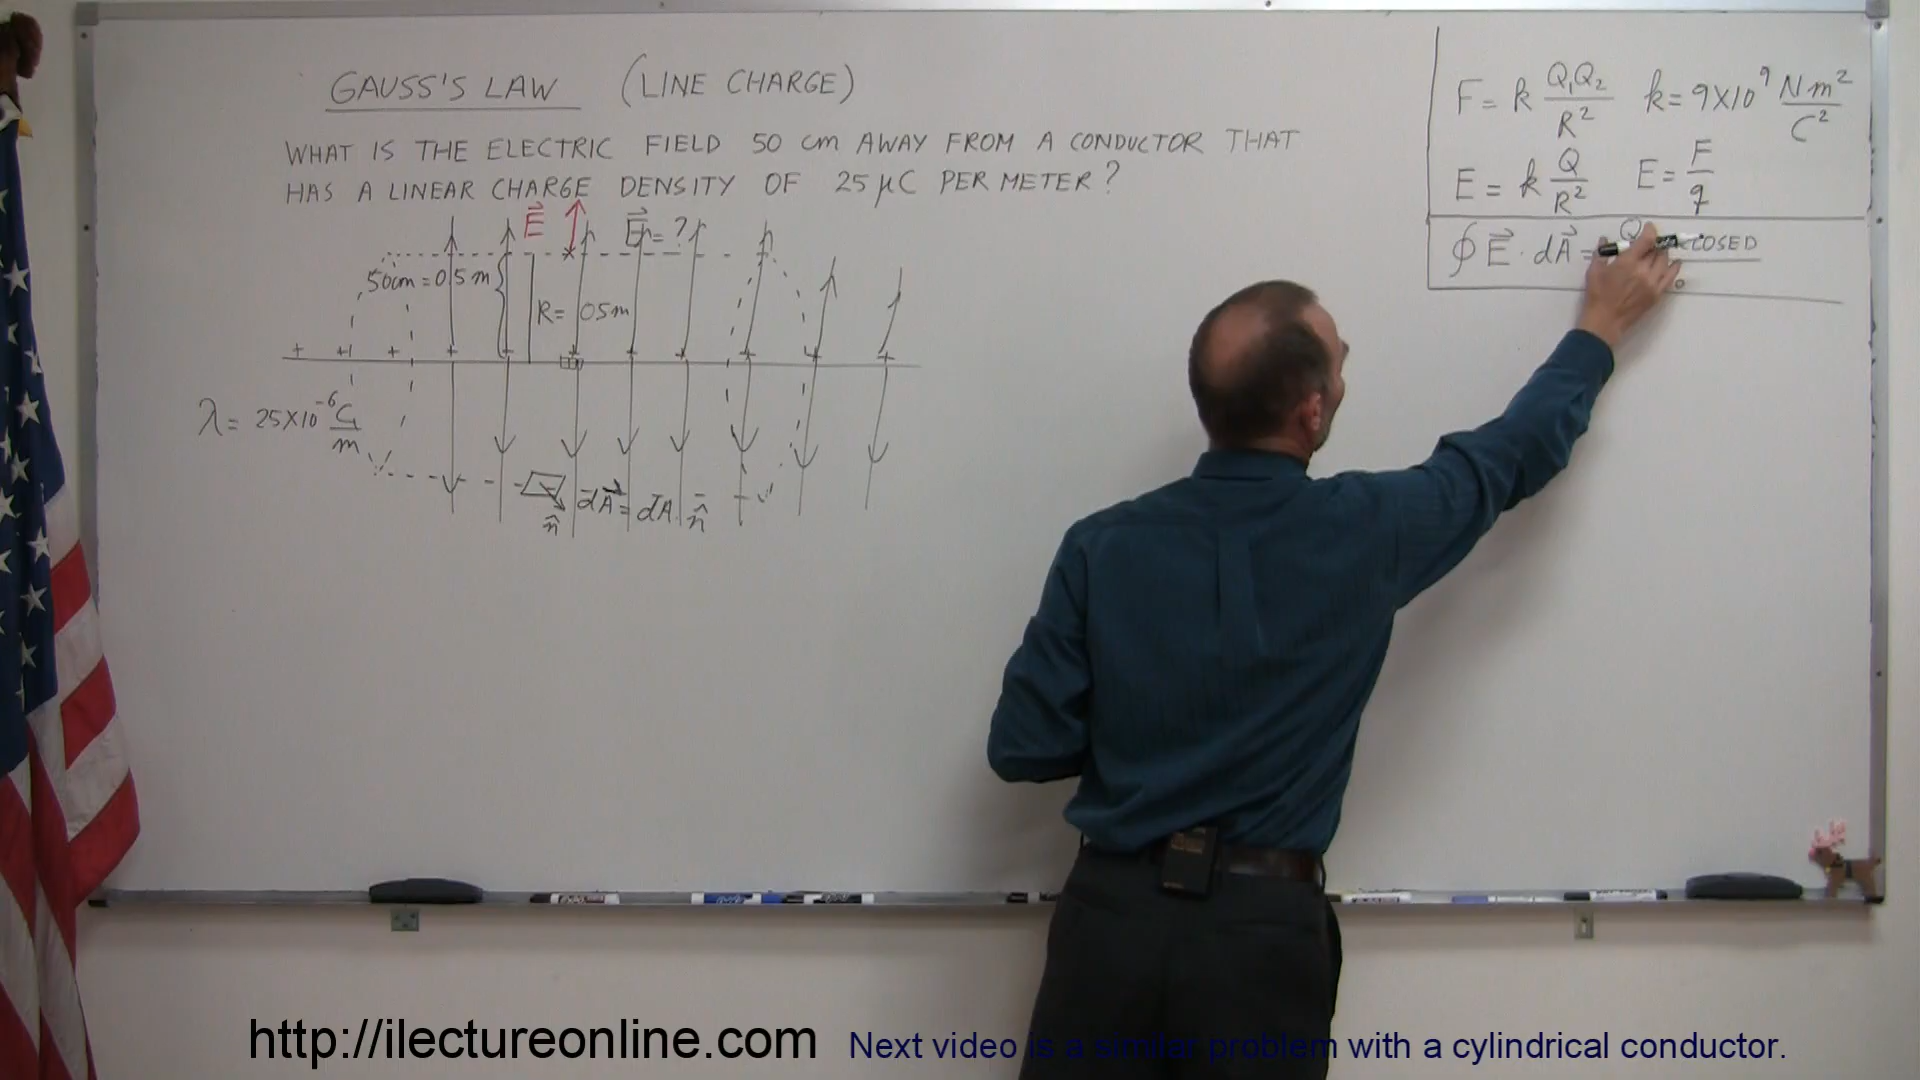 GAUSS'S LAW (LINE CHARGE)
WHAT IS THE ELECTRIC FIELD 50 cm AWAY FROM A CONDUCTOR THAT
HAS A LINEAR CHARGE DENSITY OF 25 μC PER METER?
E⃗
E⃗ = ?
50cm = 0.5 m
R = 0.5m
+ + + + + + + + + + +
λ = 25×10⁻⁶ C/m
dA⃗ = dA n̂
n̂
F = k Q₁Q₂/R² k = 9×10⁹ Nm²/C²
E = k Q/R² E = F/q
∮ E⃗ · dA⃗ = Q
http://ilectureonline.com
Next video is a similar problem with a cylindrical conductor.